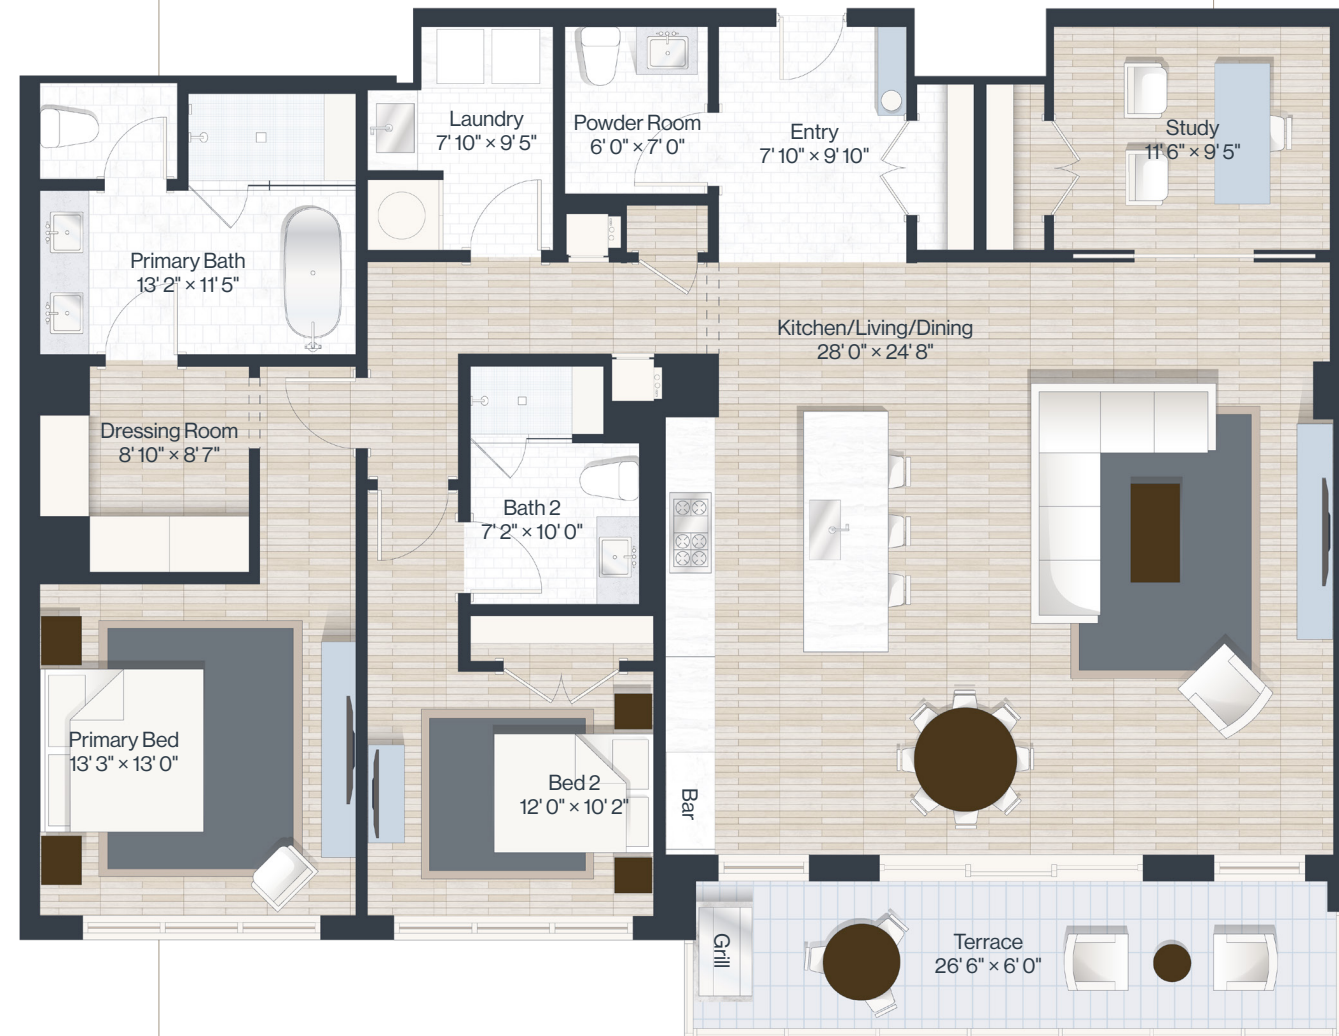 Laundry
7' 10" × 9' 5"
Powder Room
6' 0" × 7' 0"
Entry
7' 10" × 9' 10"
Study
11' 6" × 9' 5"
Primary Bath
13' 2" × 11' 5"
Kitchen/Living/Dining
28' 0" × 24' 8"
Dressing Room
8' 10" × 8' 7"
Bath 2
7' 2" × 10' 0"
Primary Bed
13' 3" × 13' 0"
Bed 2
12' 0" × 10' 2"
Bar
Grill
Terrace
26' 6" × 6' 0"